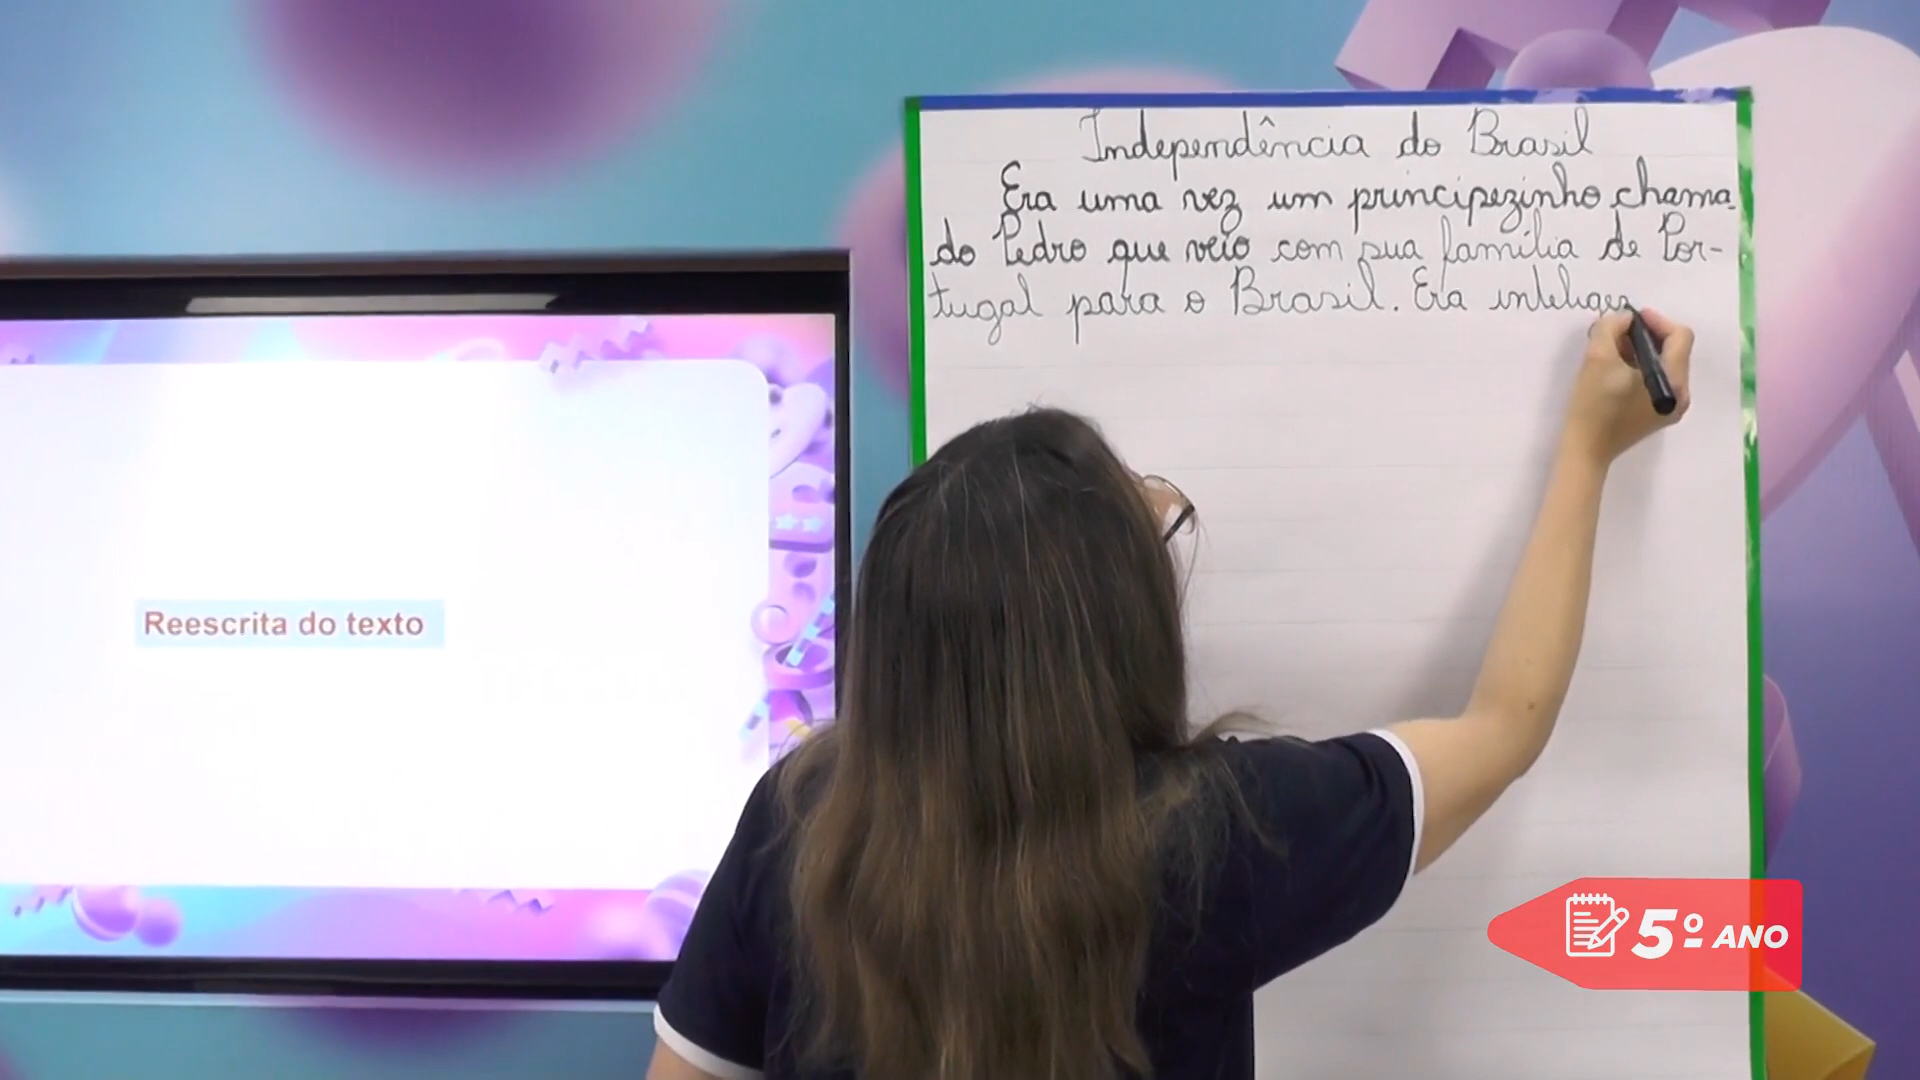 Independência do Brasil
Era uma vez um principezinho chama-
do Pedro que veio com sua família de Por-
tugal para o Brasil. Era inteligen
Reescrita do texto
5º ANO